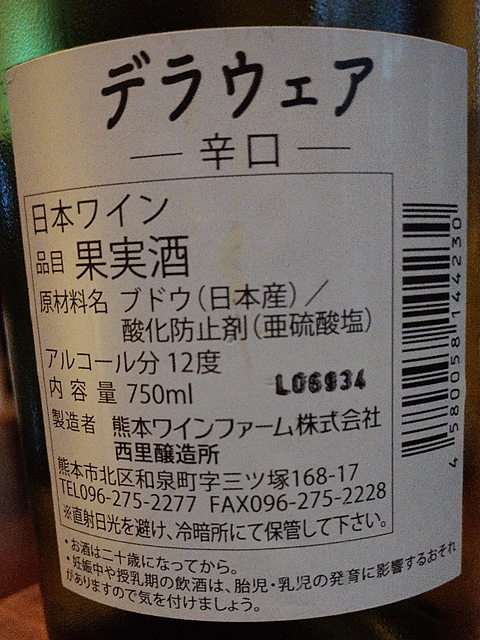 デラウェア
辛口
日本ワイン
品目 果実酒
原材料名 ブドウ(日本産)/
酸化防止剤(亜硫酸塩)
アルコール分 12度
内容量 750ml
L06934
製造者 熊本ワインファーム株式会社
西里醸造所
熊本市北区和泉町字三ツ塚168-17
TEL096-275-2277 FAX096-275-2228
※直射日光を避け、冷暗所にて保管して下さい。
・お酒は二十歳になってから。
・妊娠中や授乳期の飲酒は、胎児・乳児の発育に影響するおそれ
がありますので気を付けましょう。
4 580058 144230